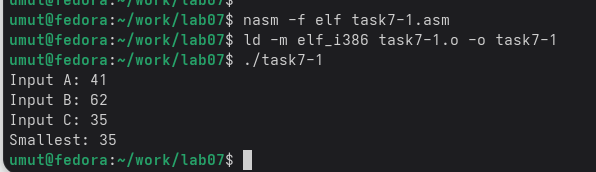 umut@fedora:~/work/lab07$ nasm -f elf task7-1.asm
umut@fedora:~/work/lab07$ ld -m elf_i386 task7-1.o -o task7-1
umut@fedora:~/work/lab07$ ./task7-1
Input A: 41
Input B: 62
Input C: 35
Smallest: 35
umut@fedora:~/work/lab07$